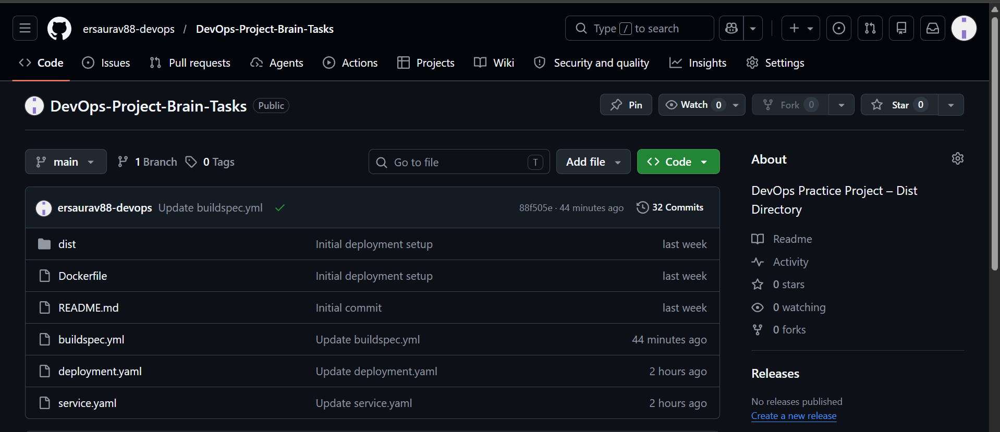 ersaurav88-devops / DevOps-Project-Brain-Tasks Type / to search
Code Issues Pull requests Agents Actions Projects Wiki Security and quality Insights Settings
DevOps-Project-Brain-Tasks Public Pin Watch 0 Fork 0 Star 0
main 1 Branch 0 Tags Go to file T Add file Code
ersaurav88-devops Update buildspec.yml 88f505e · 44 minutes ago 32 Commits
dist Initial deployment setup last week
Dockerfile Initial deployment setup last week
README.md Initial commit last week
buildspec.yml Update buildspec.yml 44 minutes ago
deployment.yaml Update deployment.yaml 2 hours ago
service.yaml Update service.yaml 2 hours ago
About
DevOps Practice Project – Dist
Directory
Readme
Activity
0 stars
0 watching
0 forks
Releases
No releases published
Create a new release